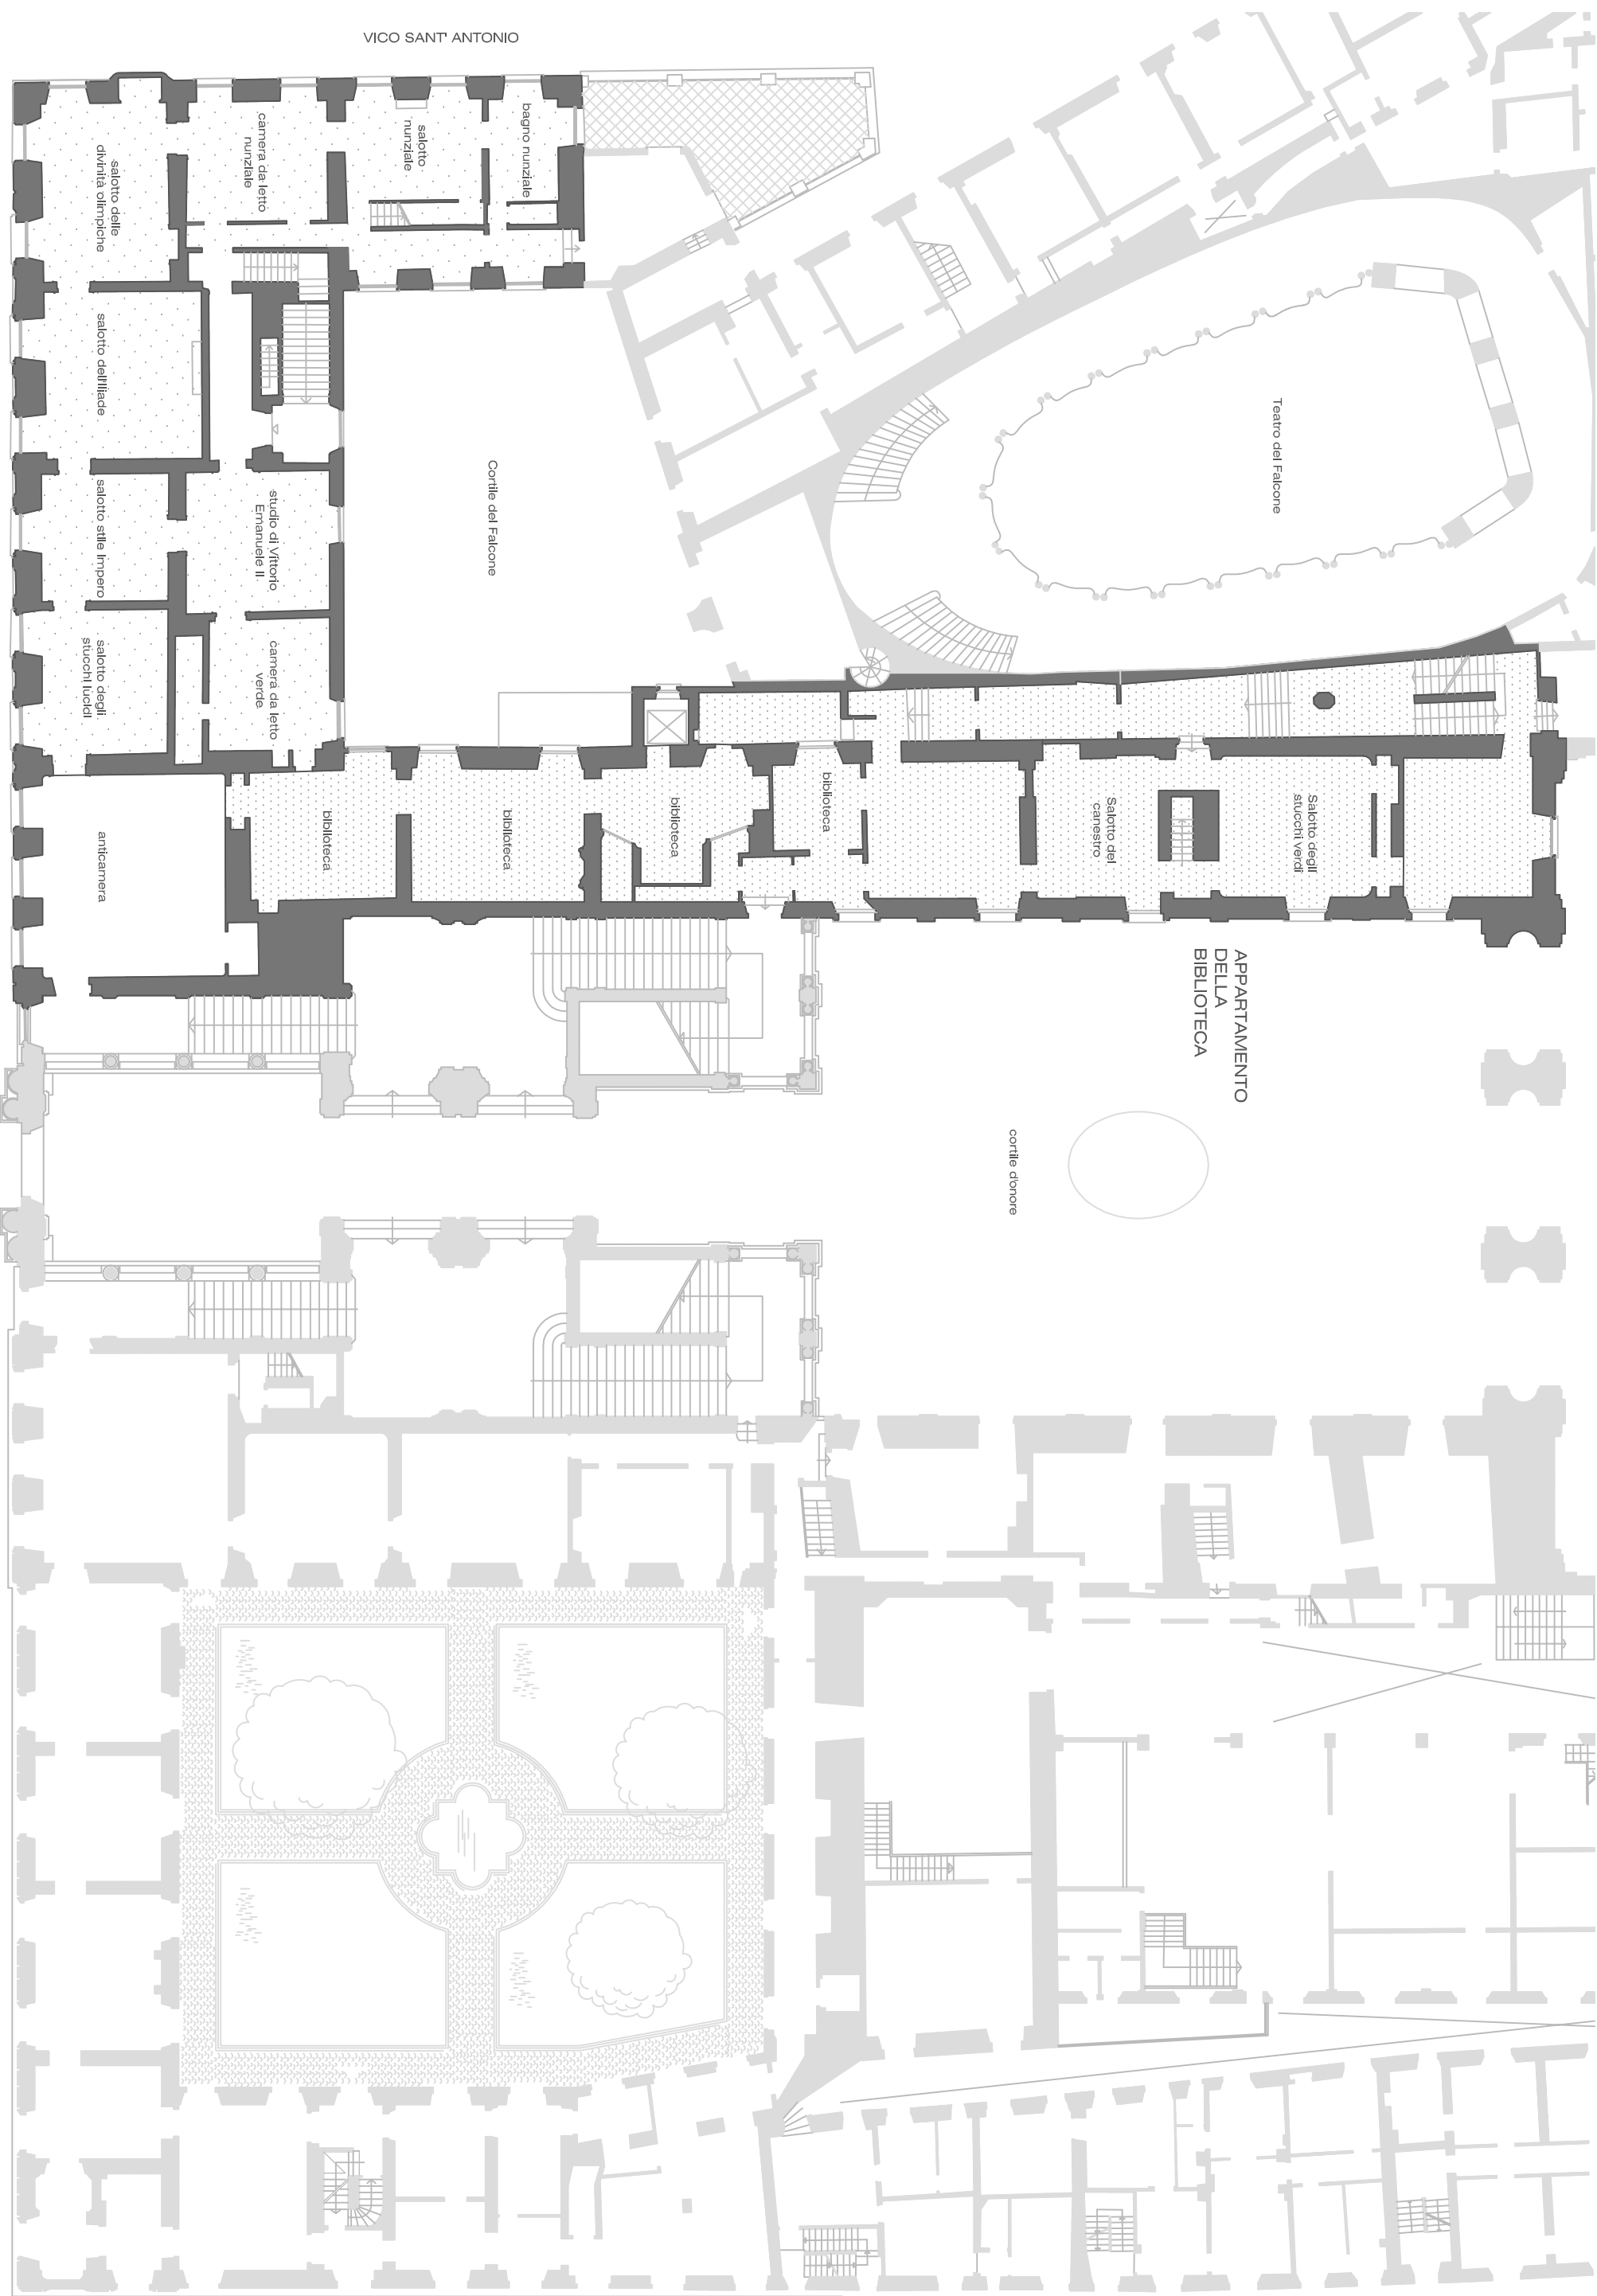 VICO SANT' ANTONIO
bagno nunziale
salotto
nunziale
camera da letto
nunziale
salotto delle
divinità olimpiche
salotto dell'Iliade
salotto stile Impero
salotto degli
stucchi lucidi
studio di Vittorio
Emanuele II
camera da letto
verde
Cortile del Falcone
Teatro del Falcone
anticamera
biblioteca
biblioteca
biblioteca
biblioteca
Salotto del
canestro
Salotto degli
stucchi verdi
APPARTAMENTO
DELLA
BIBLIOTECA
cortile d'onore